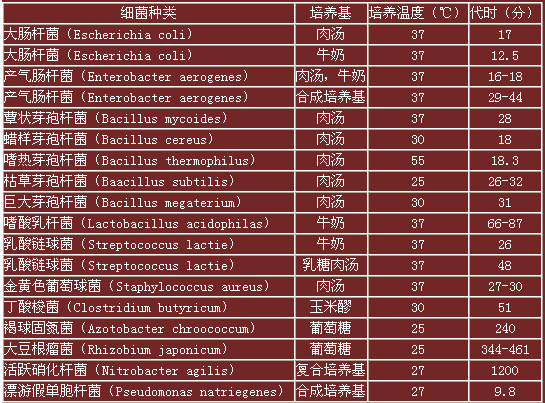 细菌种类 培养基 培养温度（℃） 代时（分）
大肠杆菌（Escherichia coli） 肉汤 37 17
大肠杆菌（Escherichia coli） 牛奶 37 12.5
产气肠杆菌（Enterobacter aerogenes） 肉汤，牛奶 37 16-18
产气肠杆菌（Enterobacter aerogenes） 合成培养基 37 29-44
蕈状芽孢杆菌（Bacillus mycoides） 肉汤 37 28
蜡样芽孢杆菌（Bacillus cereus） 肉汤 30 18
嗜热芽孢杆菌（Bacillus thermophilus） 肉汤 55 18.3
枯草芽孢杆菌（Baacillus subtilis） 肉汤 25 26-32
巨大芽孢杆菌（Bacillus megaterium） 肉汤 30 31
嗜酸乳杆菌（Lactobacillus acidophilas） 牛奶 37 66-87
乳酸链球菌（Streptococcus lactie） 牛奶 37 26
乳酸链球菌（Streptococcus lactie） 乳糖肉汤 37 48
金黄色葡萄球菌（Staphylococcus aureus） 肉汤 37 27-30
丁酸梭菌（Clostridium butyricum） 玉米醪 30 51
褐球固氮菌（Azotobacter chroococcum） 葡萄糖 25 240
大豆根瘤菌（Rhizobium japonicum） 葡萄糖 25 344-461
活跃硝化杆菌（Nitrobacter agilis） 复合培养基 27 1200
漂游假单胞杆菌（Pseudomonas natriegenes） 合成培养基 27 9.8